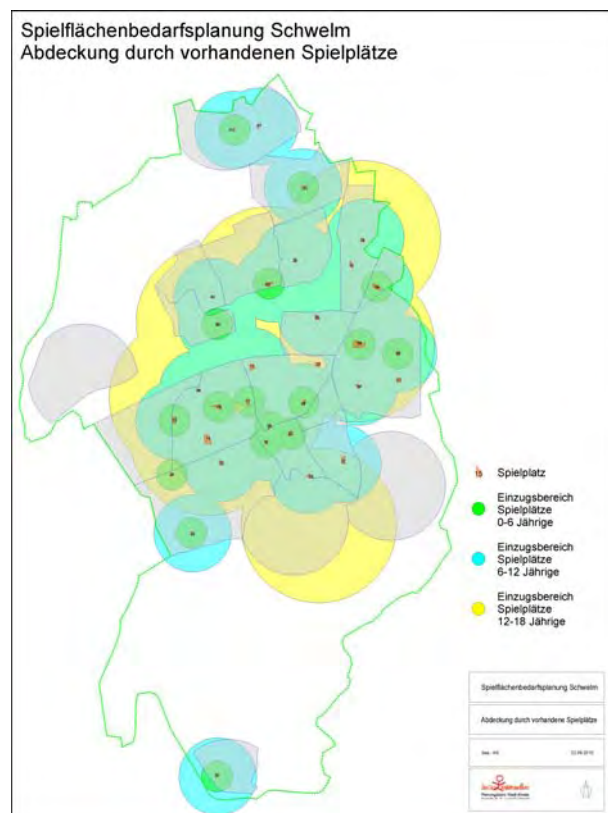 Spielflächenbedarfsplanung Schwelm
Abdeckung durch vorhandenen Spielplätze
Spielplatz
Einzugsbereich
Spielplätze
0-6 Jährige
Einzugsbereich
Spielplätze
6-12 Jährige
Einzugsbereich
Spielplätze
12-18 Jährige
Spielflächenbedarfsplanung Schwelm
Abdeckung durch vorhandene Spielplätze